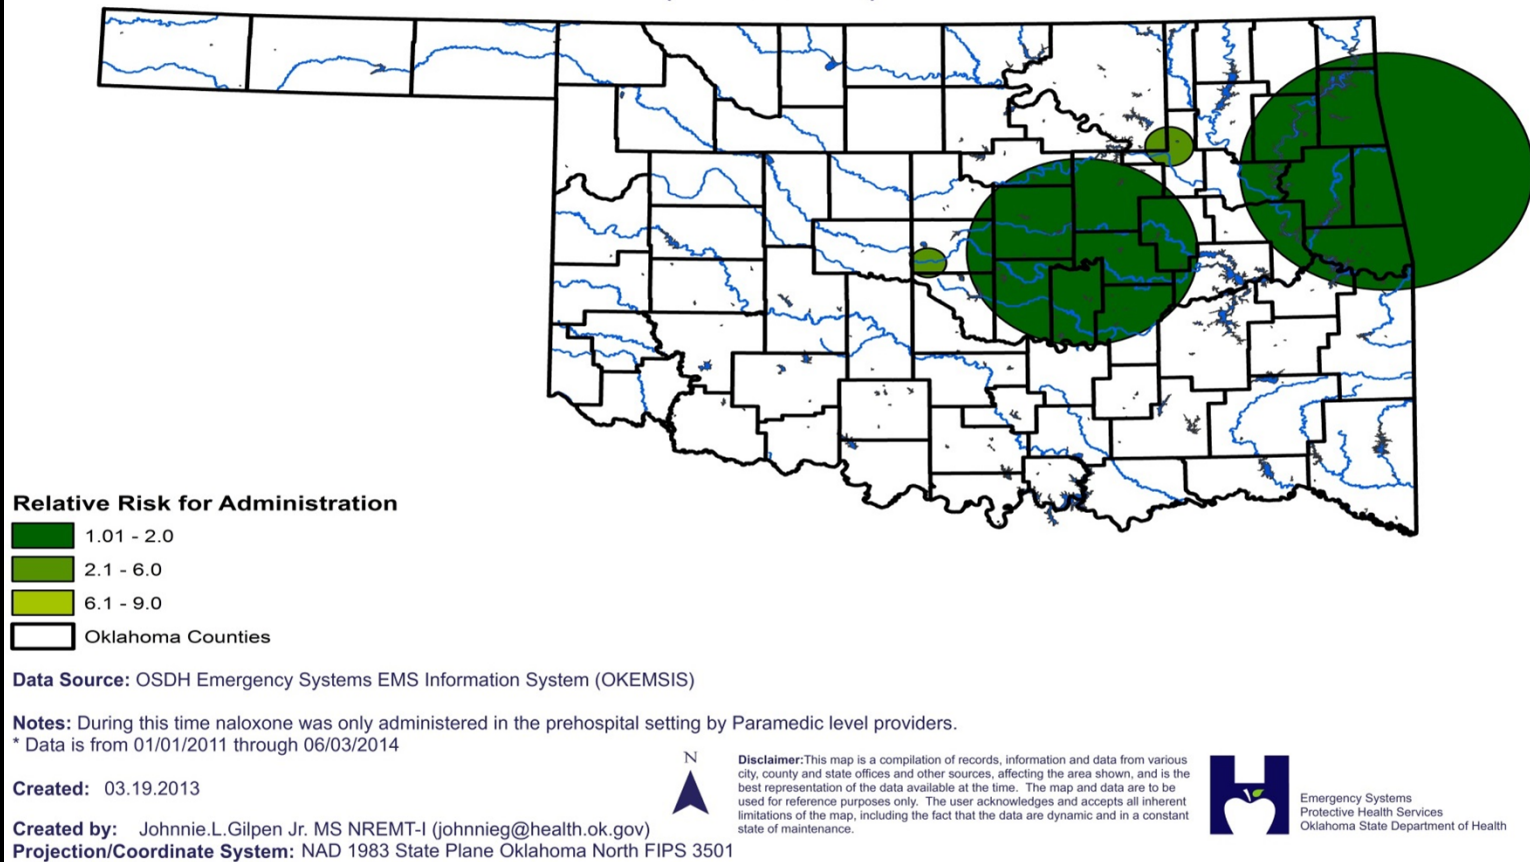 Relative Risk for Administration
1.01 - 2.0
2.1 - 6.0
6.1 - 9.0
Oklahoma Counties
Data Source: OSDH Emergency Systems EMS Information System (OKEMSIS)
Notes: During this time naloxone was only administered in the prehospital setting by Paramedic level providers.
* Data is from 01/01/2011 through 06/03/2014
Created: 03.19.2013
Created by: Johnnie.L.Gilpen Jr. MS NREMT-I (johnnieg@health.ok.gov)
Projection/Coordinate System: NAD 1983 State Plane Oklahoma North FIPS 3501
N
Disclaimer:This map is a compilation of records, information and data from various
city, county and state offices and other sources, affecting the area shown, and is the
best representation of the data available at the time. The map and data are to be
used for reference purposes only. The user acknowledges and accepts all inherent
limitations of the map, including the fact that the data are dynamic and in a constant
state of maintenance.
Emergency Systems
Protective Health Services
Oklahoma State Department of Health